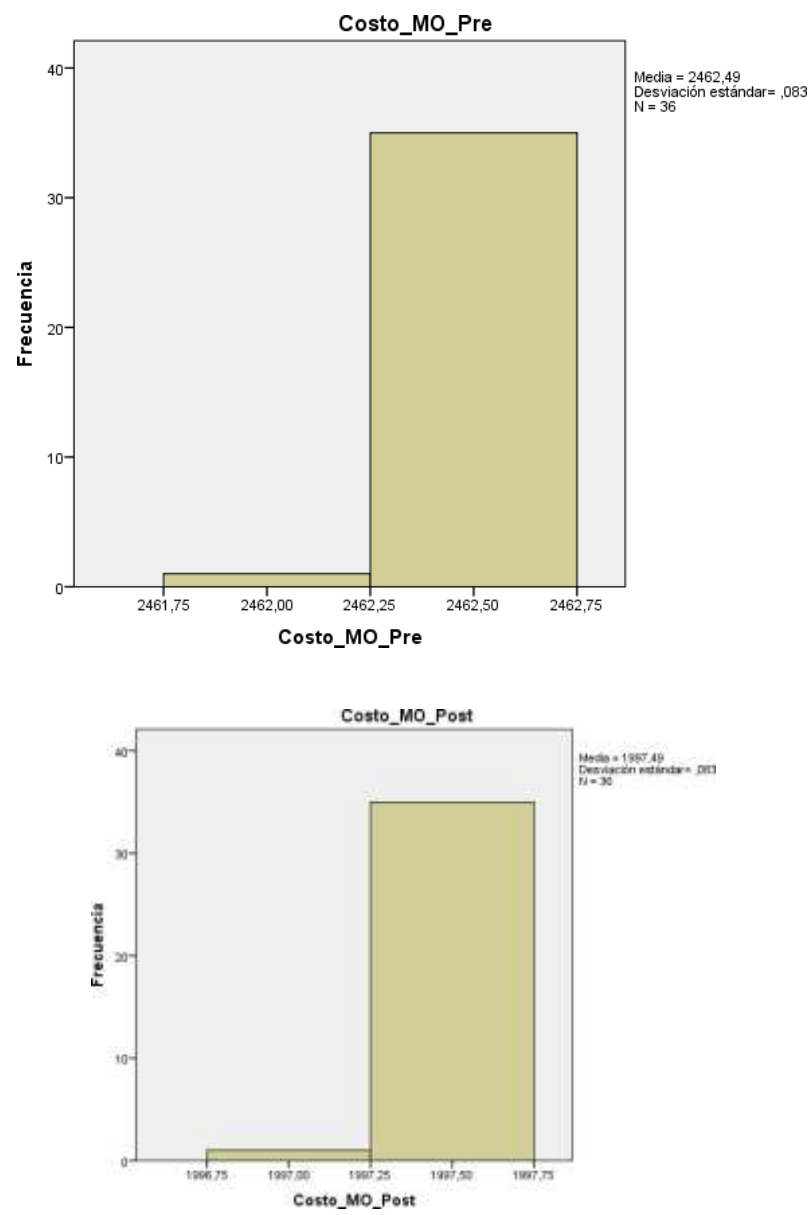 Costo_MO_Pre
Media = 2462,49
Desviación estándar= ,083
N = 36
40
30
20
10
0
Frecuencia
2461,75 2462,00 2462,25 2462,50 2462,75
Costo_MO_Pre
Costo_MO_Post
Media = 1997,49
Desviación estándar= ,083
N = 36
40
30
20
10
0
Frecuencia
1996,75 1997,00 1997,25 1997,50 1997,75
Costo_MO_Post